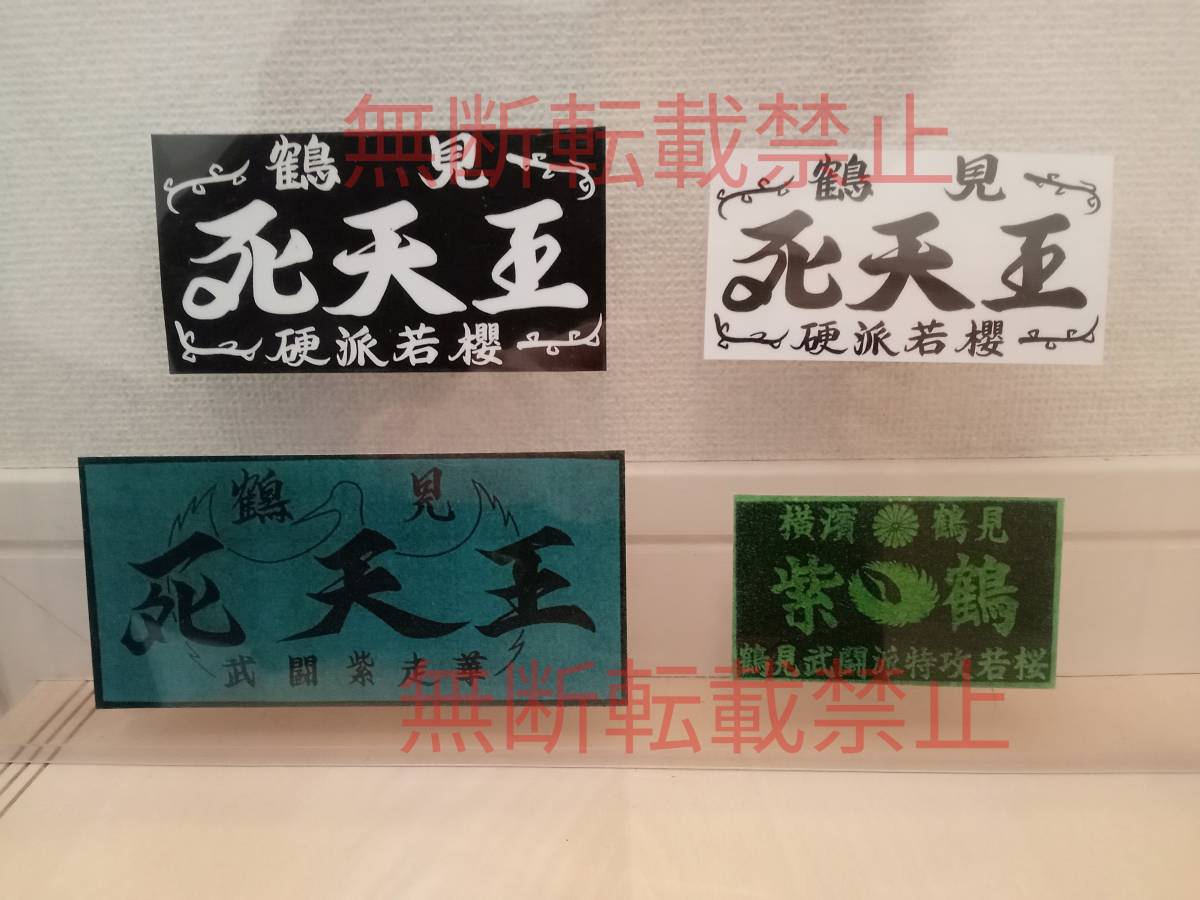 無断転載禁止
鶴見
死天王
硬派若櫻
鶴見
死天王
硬派若櫻
鶴見
死天王
武闘紫走華
横濱 鶴見
紫 鶴
鶴見武闘派特攻若桜
無断転載禁止